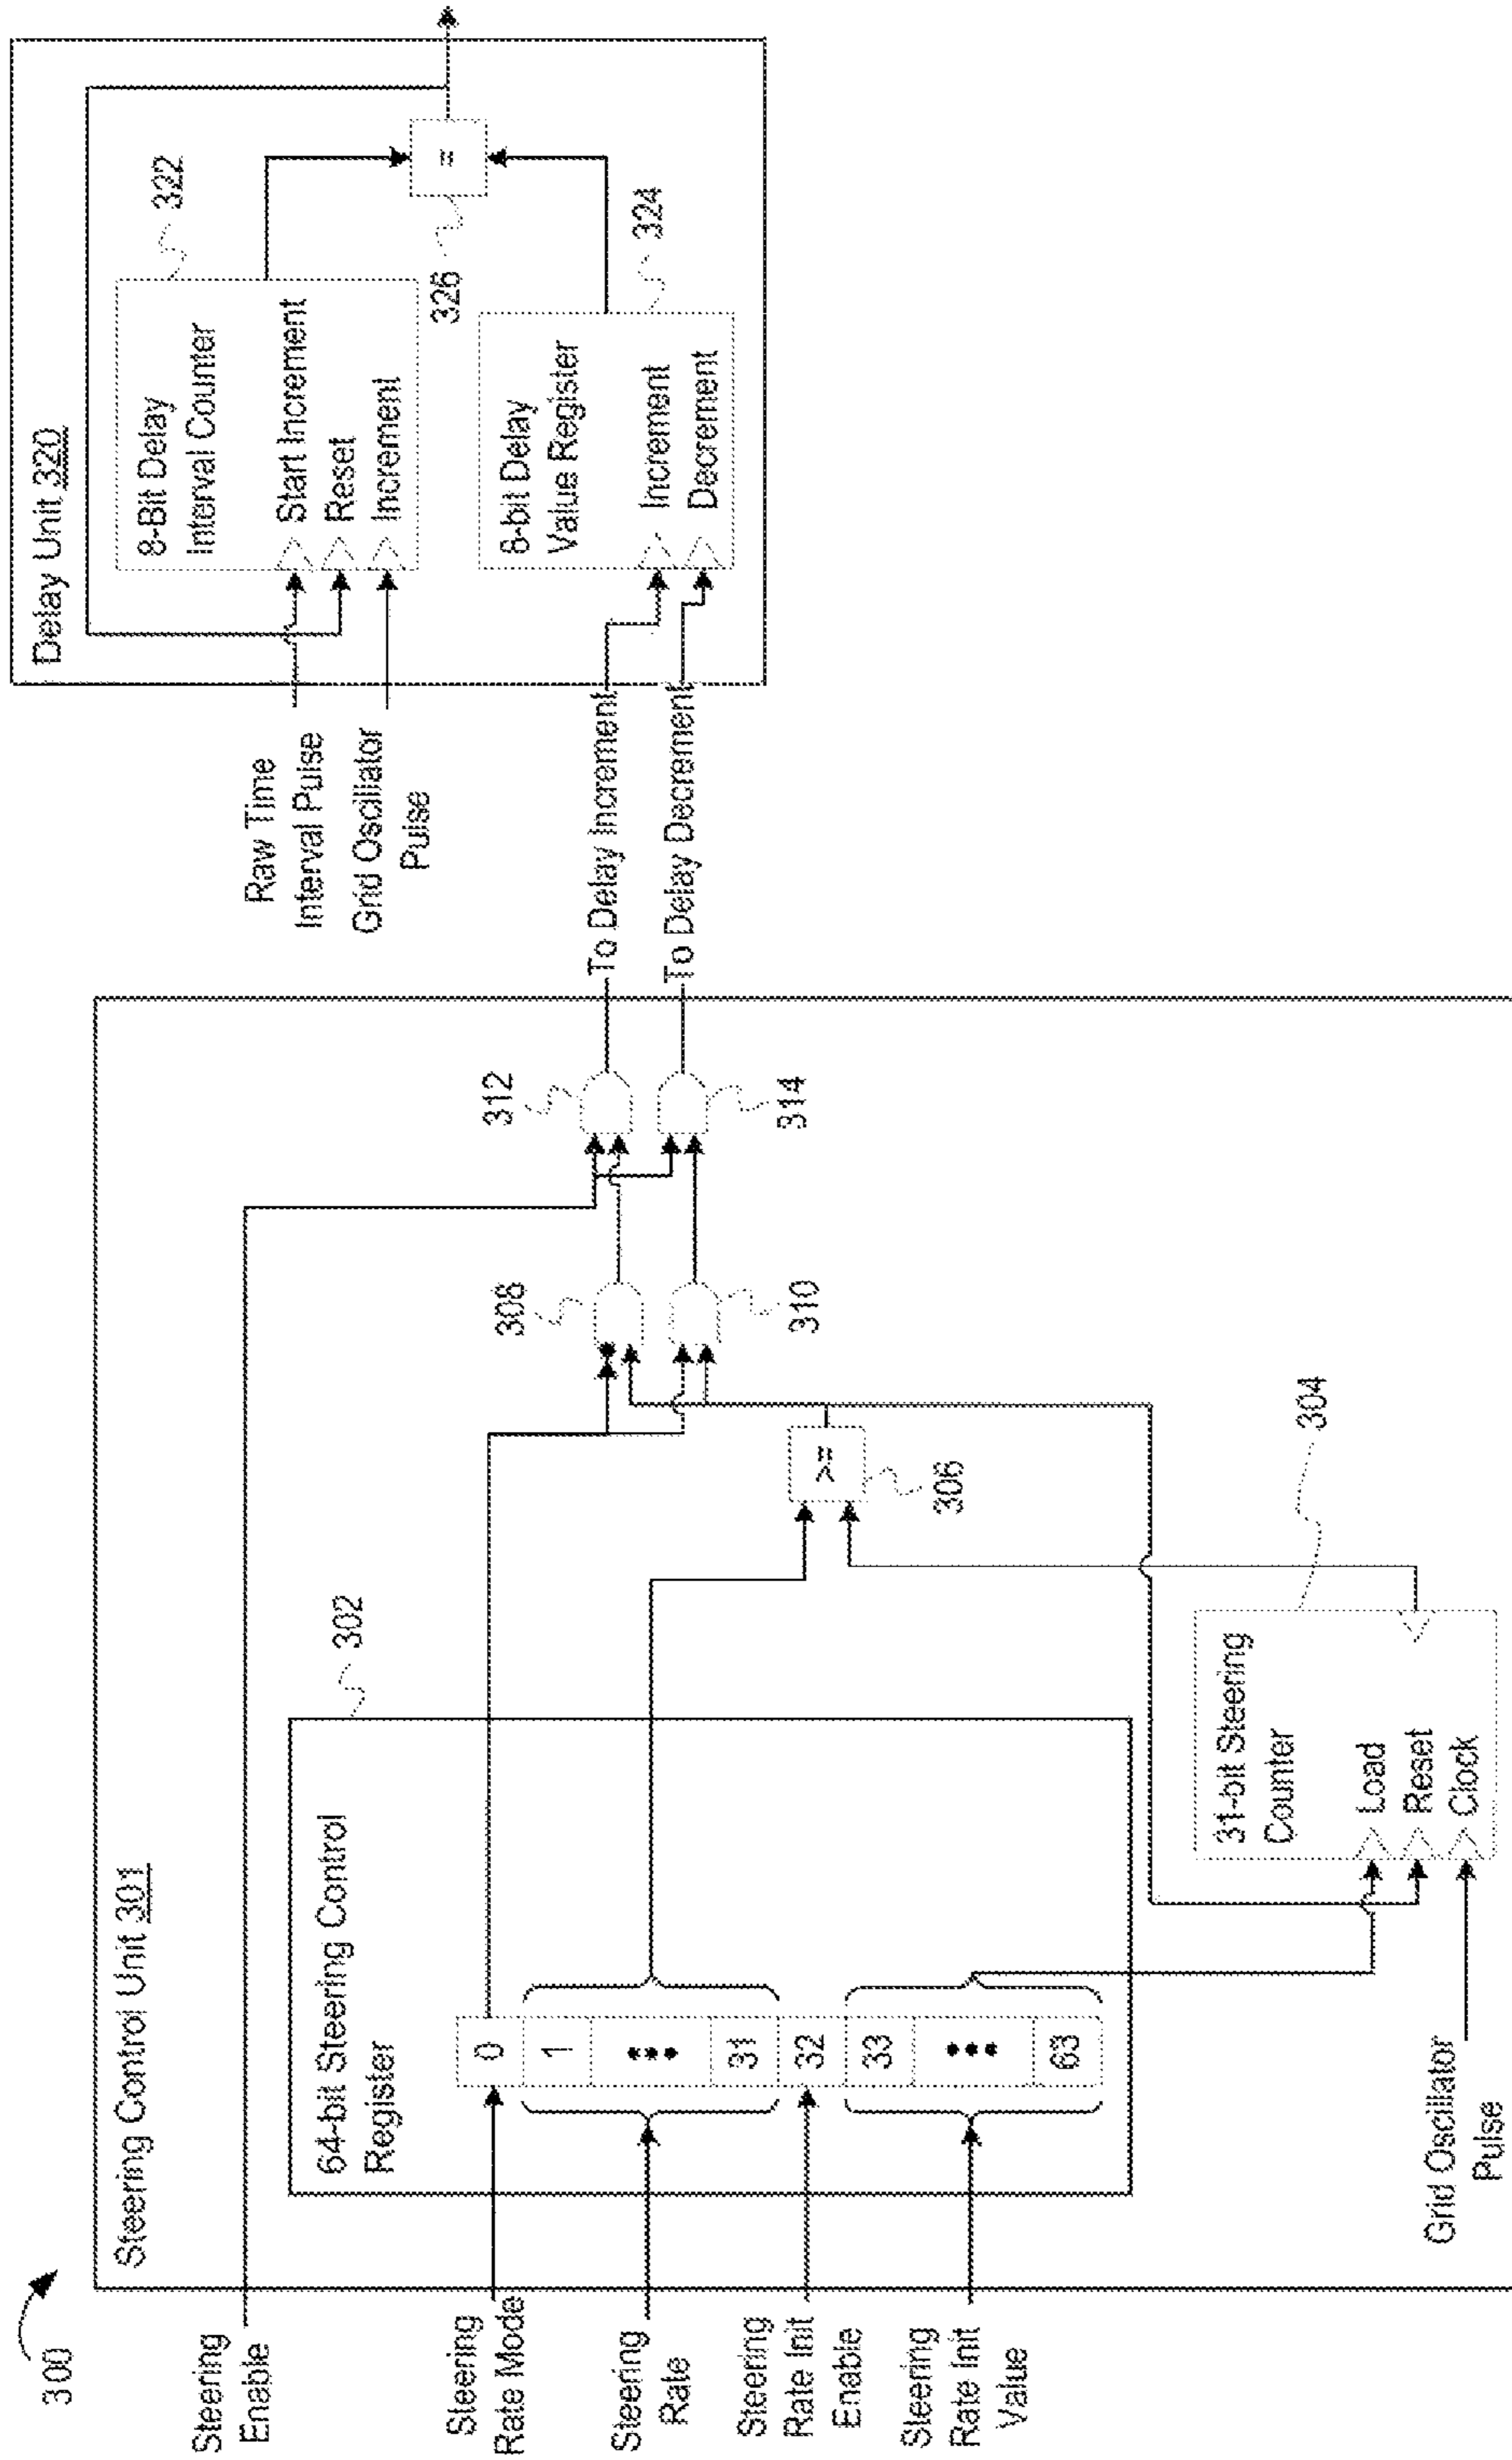 300
Steering Control Unit 301
Steering
Enable
Steering
Rate Mode
Steering
Rate
Steering
Rate Init
Enable
Steering
Rate Init
Value
64-bit Steering Control
Register
302
0
1
31
32
33
63
31-bit Steering
Counter
Load
Reset
Clock
304
Grid Oscillator
Pulse
>=
306
308
310
312
314
To Delay Increment
To Delay Decrement
Raw Time
Interval Pulse
Grid Oscillator
Pulse
Delay Unit 320
8-Bit Delay
Interval Counter
Start Increment
Reset
Increment
322
8-bit Delay
Value Register
Increment
Decrement
324
=
326